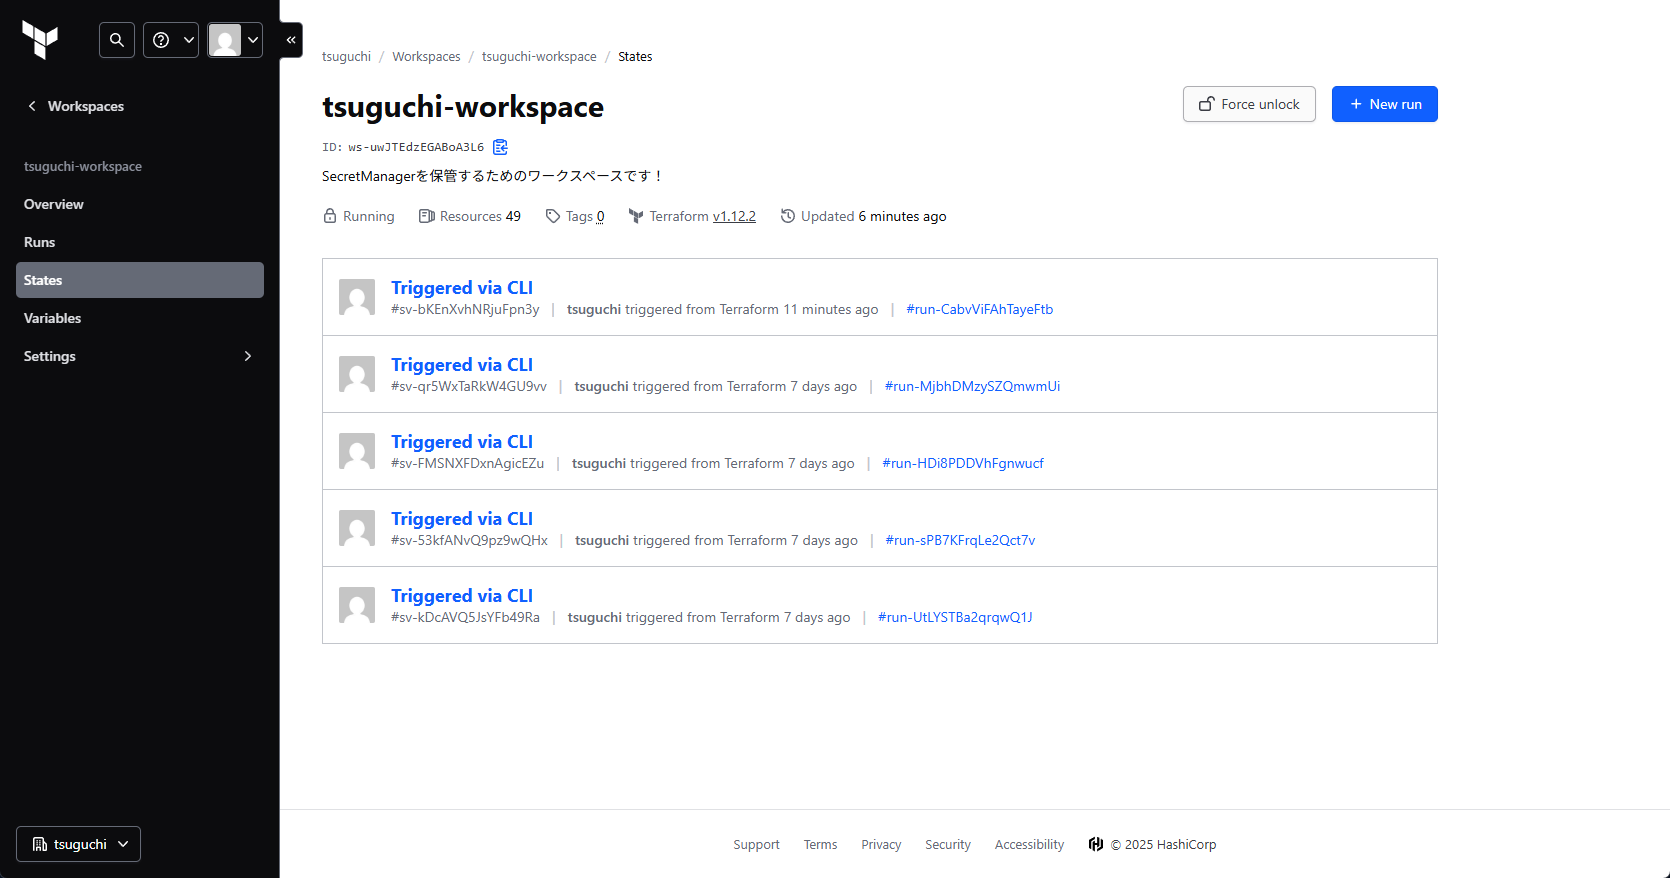 Workspaces
tsuguchi-workspace
Overview
Runs
States
Variables
Settings
tsuguchi
tsuguchi / Workspaces / tsuguchi-workspace / States
tsuguchi-workspace
Force unlock
+ New run
ID: ws-uwJTEdzEGABoA3L6
SecretManagerを保管するためのワークスペースです！
Running Resources 49 Tags 0 Terraform v1.12.2 Updated 6 minutes ago
Triggered via CLI
#sv-bKEnXvhNRjuFpn3y | tsuguchi triggered from Terraform 11 minutes ago | #run-CabvViFAhTayeFtb
Triggered via CLI
#sv-qr5WxTaRkW4GU9vv | tsuguchi triggered from Terraform 7 days ago | #run-MjbhDMzySZQmwmUi
Triggered via CLI
#sv-FMSNXFDxnAgicEZu | tsuguchi triggered from Terraform 7 days ago | #run-HDi8PDDVhFgnwucf
Triggered via CLI
#sv-53kfANvQ9pz9wQHx | tsuguchi triggered from Terraform 7 days ago | #run-sPB7KFrqLe2Qct7v
Triggered via CLI
#sv-kDcAVQ5JsYFb49Ra | tsuguchi triggered from Terraform 7 days ago | #run-UtLYSTBa2qrqwQ1J
Support Terms Privacy Security Accessibility © 2025 HashiCorp